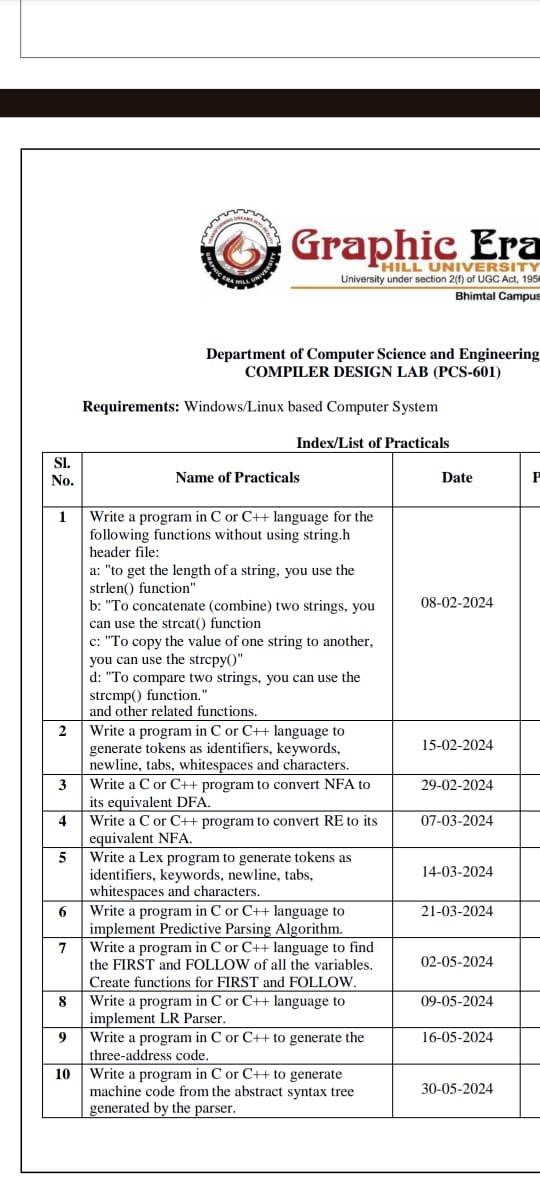 Graphic Era
HILL UNIVERSITY
University under section 2(f) of UGC Act, 195
Bhimtal Campus
Department of Computer Science and Engineering
COMPILER DESIGN LAB (PCS-601)
Requirements: Windows/Linux based Computer System
Index/List of Practicals
Sl. No. Name of Practicals Date P
1 Write a program in C or C++ language for the
following functions without using string.h
header file:
a: "to get the length of a string, you use the
strlen() function"
b: "To concatenate (combine) two strings, you
can use the strcat() function
c: "To copy the value of one string to another,
you can use the strcpy()"
d: "To compare two strings, you can use the
strcmp() function."
and other related functions.
08-02-2024
2 Write a program in C or C++ language to
generate tokens as identifiers, keywords,
newline, tabs, whitespaces and characters.
15-02-2024
3 Write a C or C++ program to convert NFA to
its equivalent DFA.
29-02-2024
4 Write a C or C++ program to convert RE to its
equivalent NFA.
07-03-2024
5 Write a Lex program to generate tokens as
identifiers, keywords, newline, tabs,
whitespaces and characters.
14-03-2024
6 Write a program in C or C++ language to
implement Predictive Parsing Algorithm.
21-03-2024
7 Write a program in C or C++ language to find
the FIRST and FOLLOW of all the variables.
Create functions for FIRST and FOLLOW.
02-05-2024
8 Write a program in C or C++ language to
implement LR Parser.
09-05-2024
9 Write a program in C or C++ to generate the
three-address code.
16-05-2024
10 Write a program in C or C++ to generate
machine code from the abstract syntax tree
generated by the parser.
30-05-2024